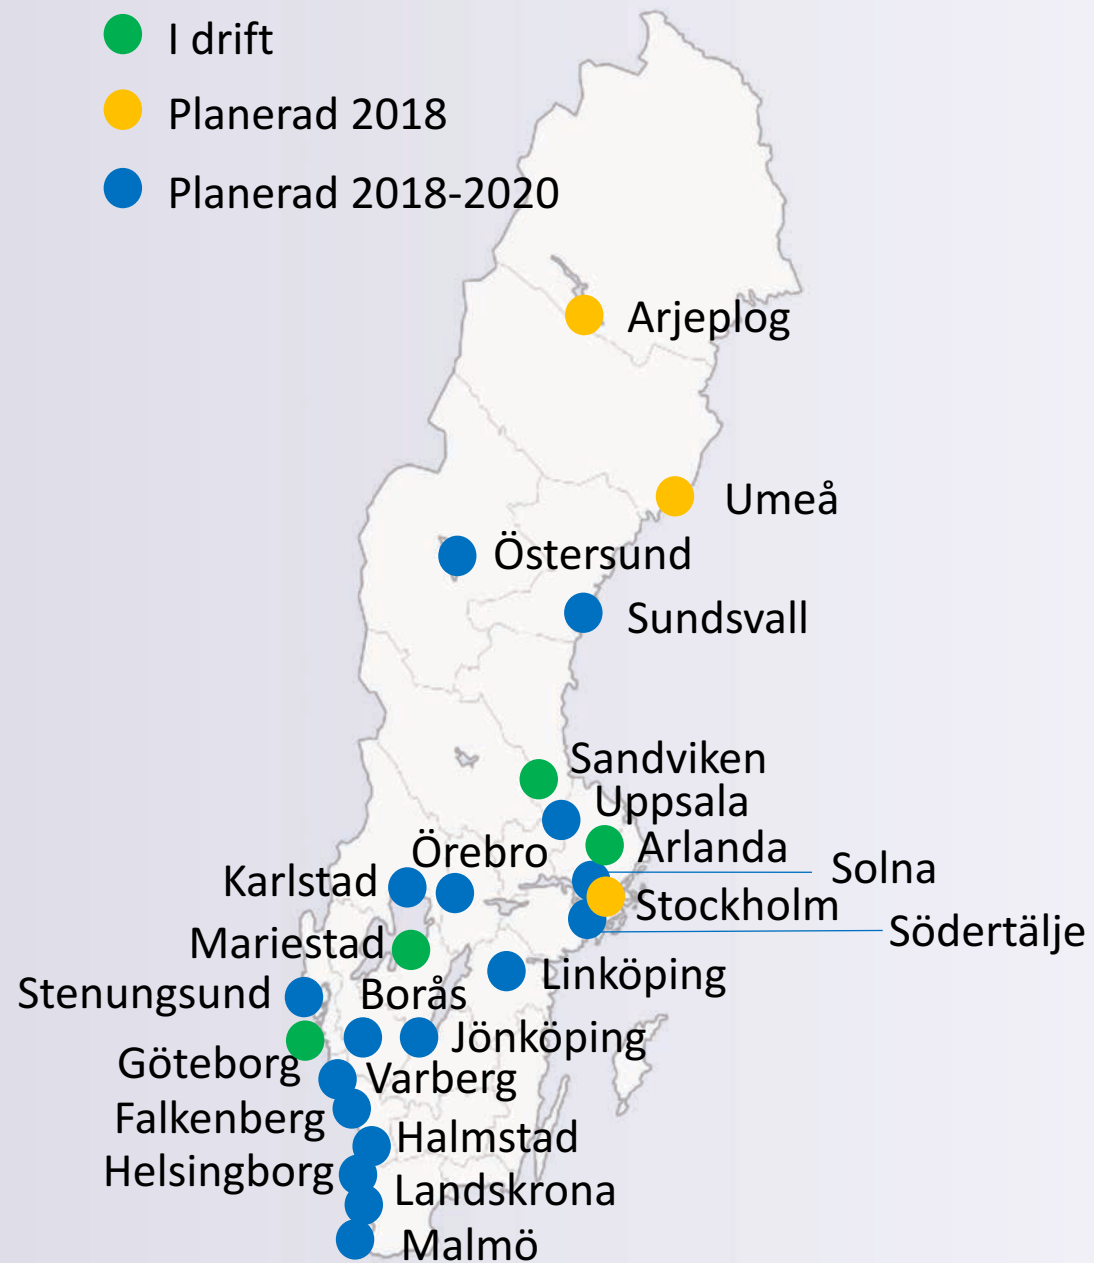 I drift
Planerad 2018
Planerad 2018-2020
Arjeplog
Umeå
Östersund
Sundsvall
Sandviken
Uppsala
Arlanda
Örebro
Solna
Karlstad
Stockholm
Södertälje
Mariestad
Linköping
Stenungsund
Borås
Jönköping
Göteborg
Varberg
Falkenberg
Halmstad
Helsingborg
Landskrona
Malmö